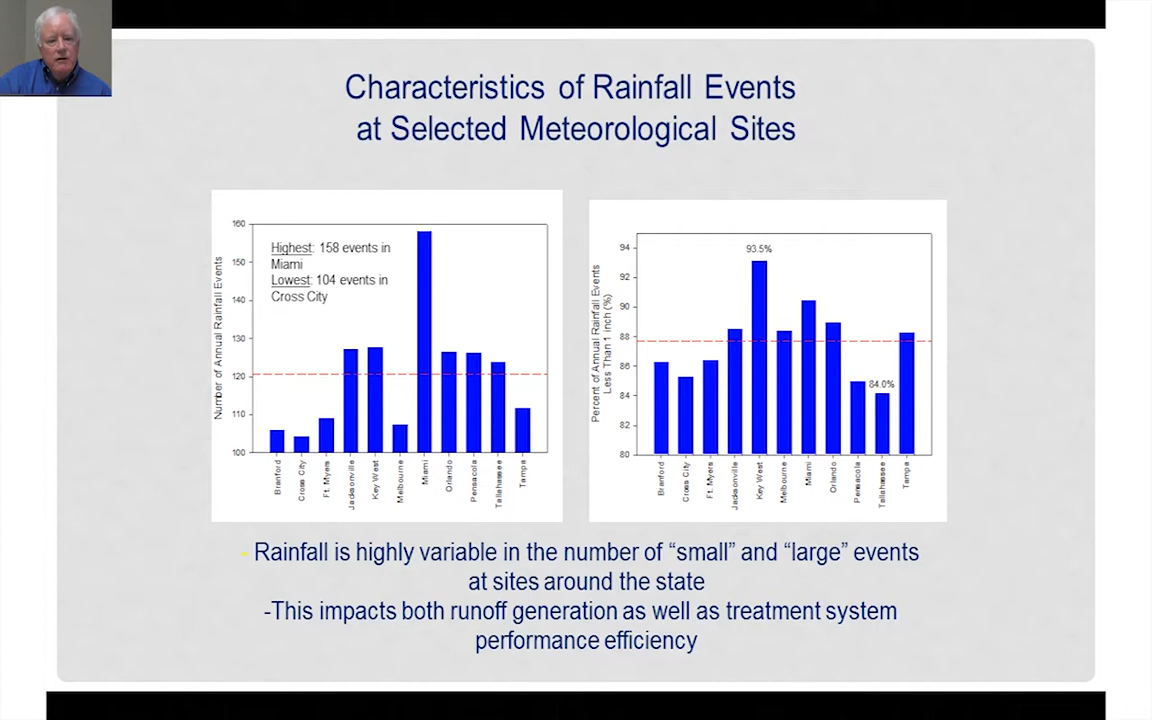 Characteristics of Rainfall Events
at Selected Meteorological Sites
Number of Annual Rainfall Events
160
150
140
130
120
110
100
Highest: 158 events in
Miami
Lowest: 104 events in
Cross City
Branford
Cross City
Ft. Myers
Jacksonville
Key West
Melbourne
Miami
Orlando
Pensacola
Tallahassee
Tampa
Percent of Annual Rainfall Events
Less Than 1 inch (%)
94
92
90
88
86
84
82
80
93.5%
84.0%
Branford
Cross City
Ft. Myers
Jacksonville
Key West
Melbourne
Miami
Orlando
Pensacola
Tallahassee
Tampa
- Rainfall is highly variable in the number of “small” and “large” events
at sites around the state
-This impacts both runoff generation as well as treatment system
performance efficiency